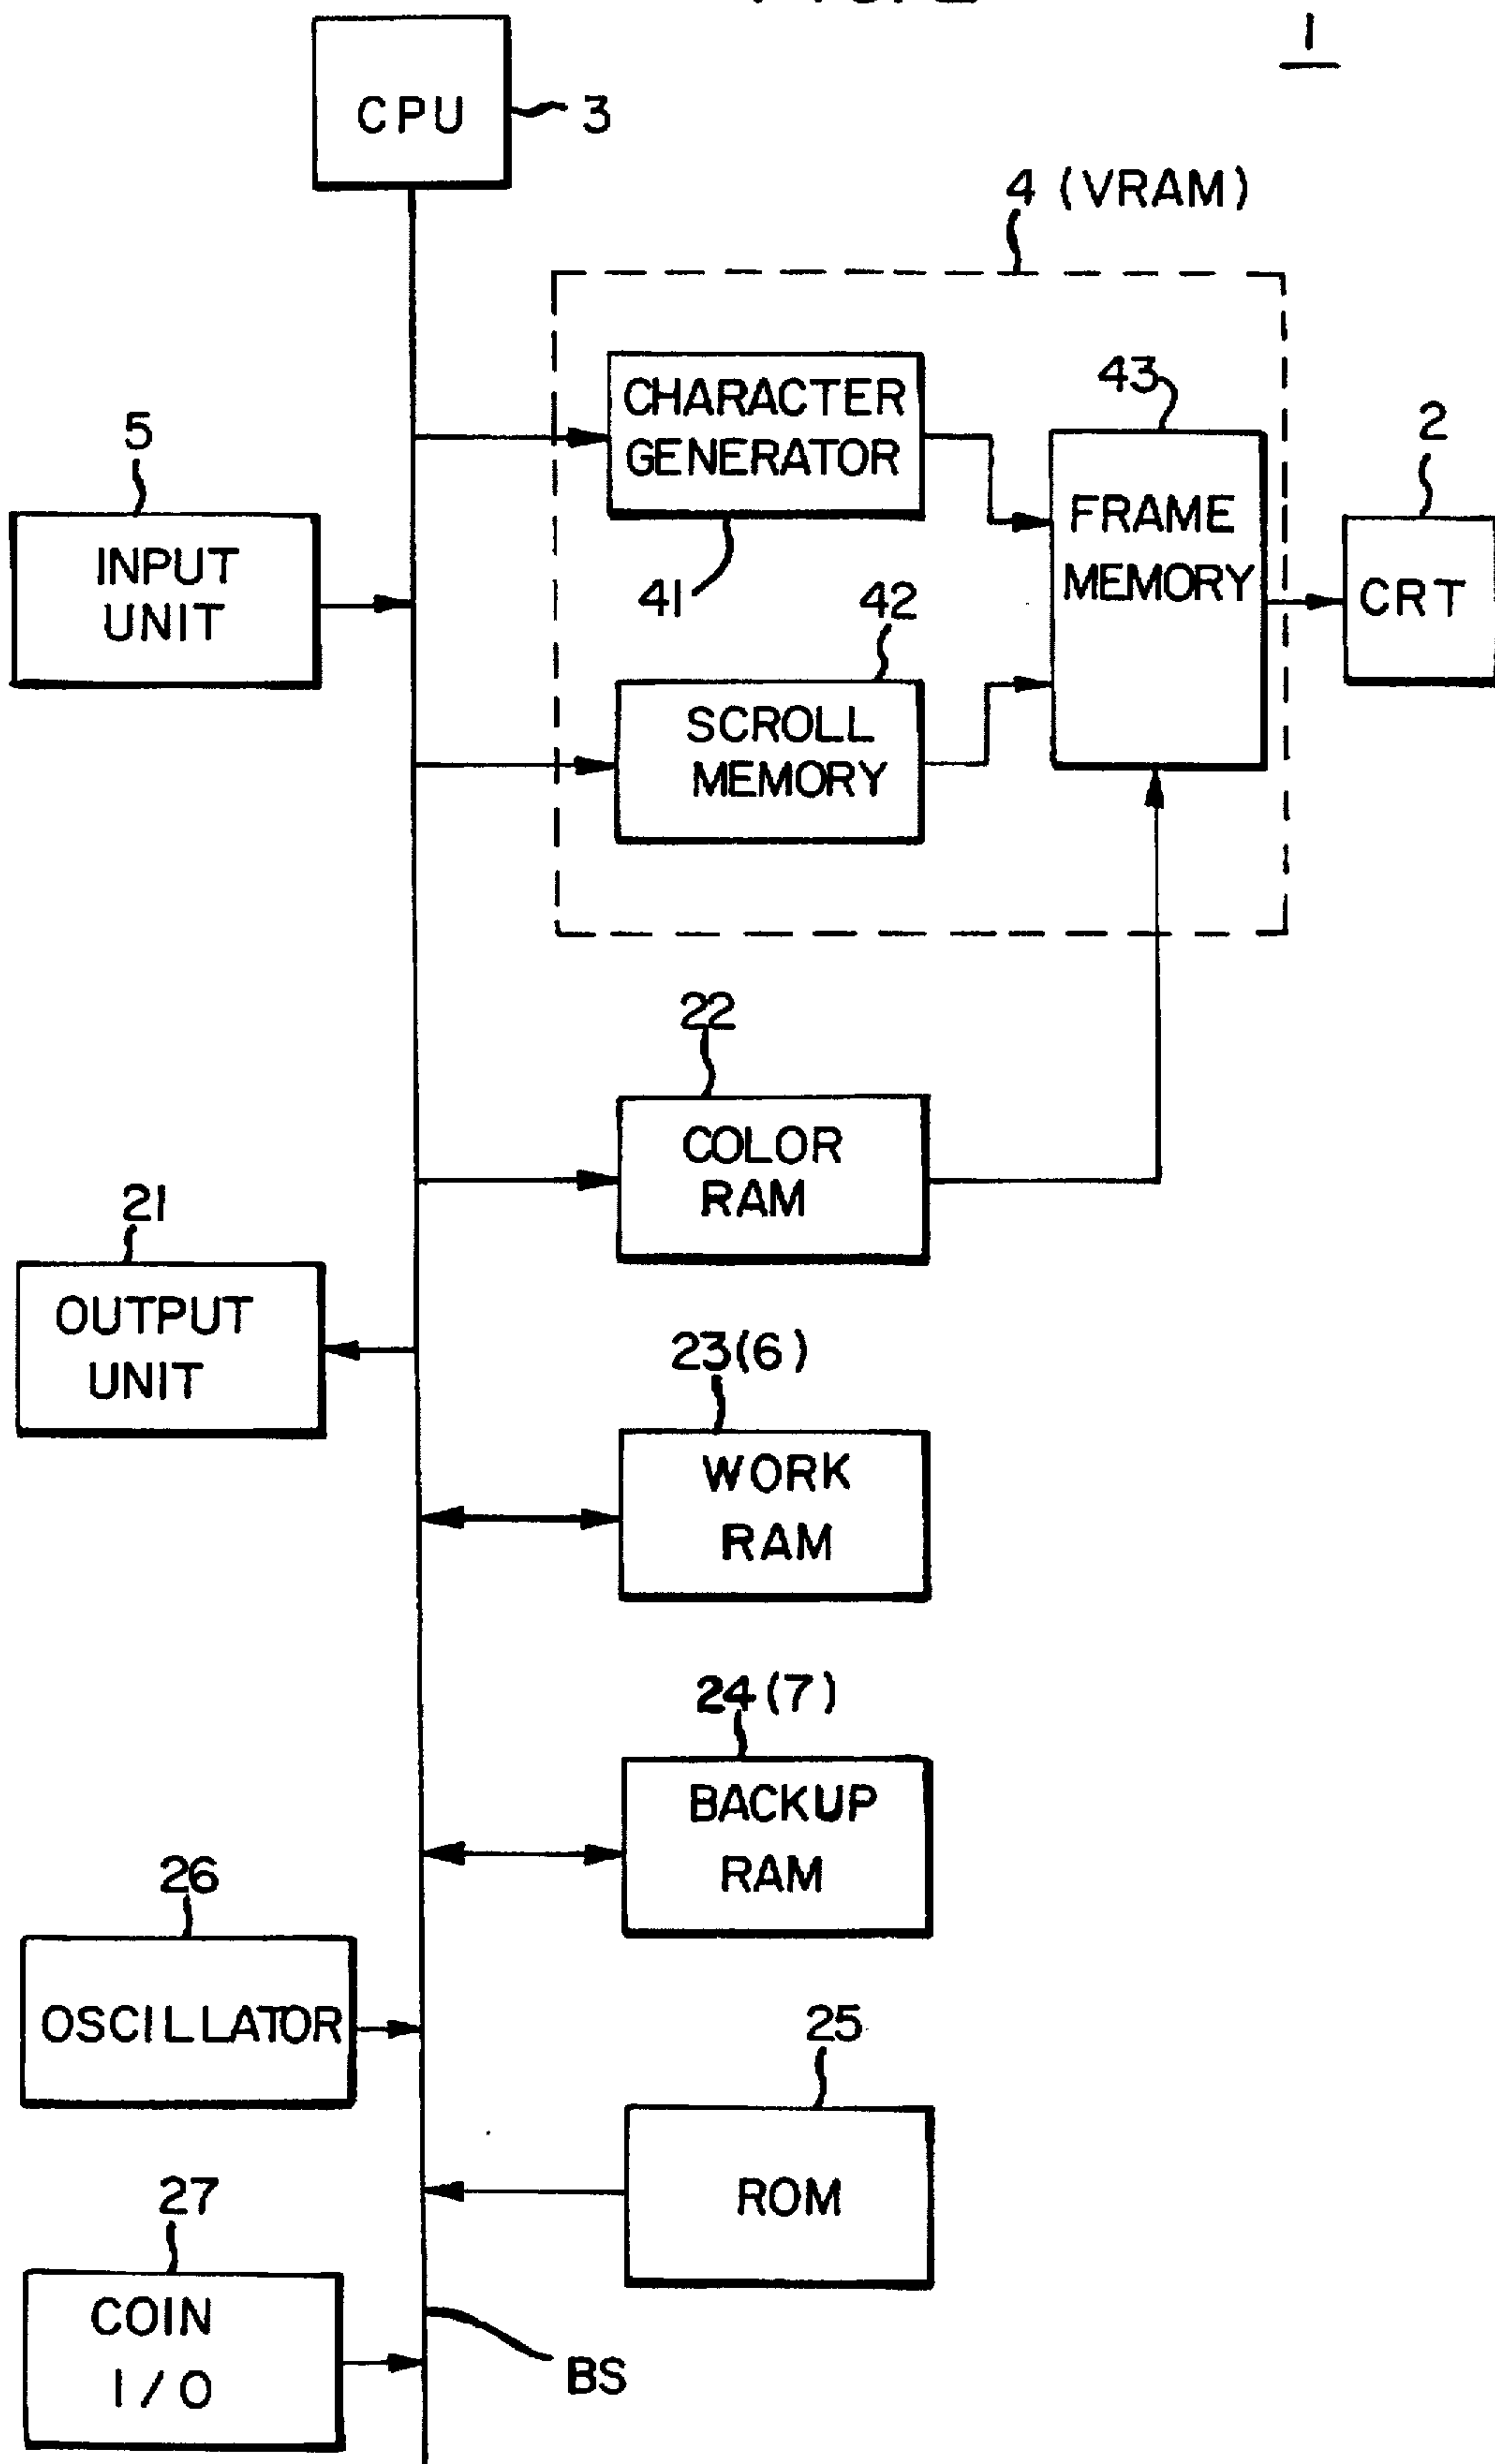 1
CPU
3
4 (VRAM)
CHARACTER
GENERATOR
43
5
2
INPUT
UNIT
FRAME
MEMORY
CRT
41
42
SCROLL
MEMORY
22
COLOR
RAM
21
OUTPUT
UNIT
23(6)
WORK
RAM
24(7)
BACKUP
RAM
26
OSCILLATOR
25
ROM
27
COIN
I/O
BS